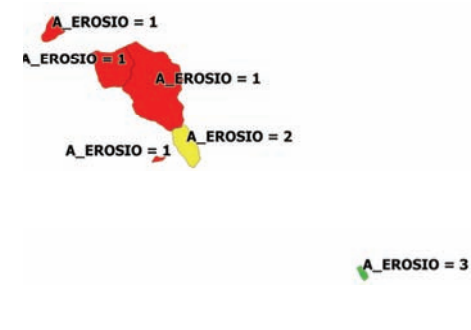 A_EROSIO = 1
A_EROSIO = 1
A_EROSIO = 1
A_EROSIO = 2
A_EROSIO = 1
A_EROSIO = 3